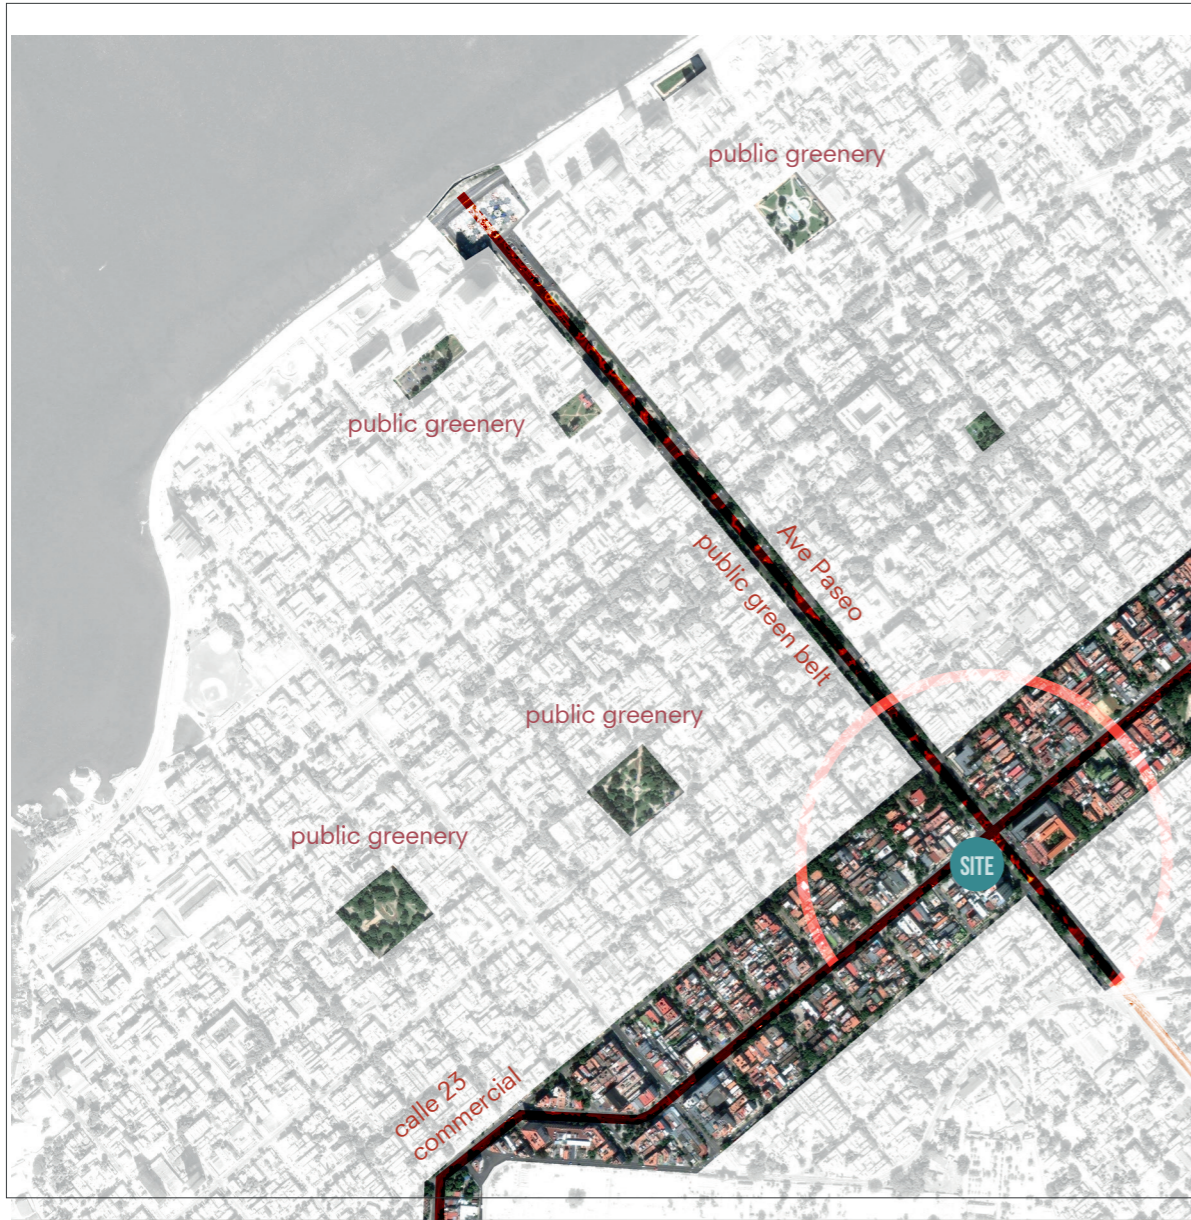 public greenery
public greenery
Ave Paseo
public green belt
public greenery
public greenery
SITE
calle 23
commercial